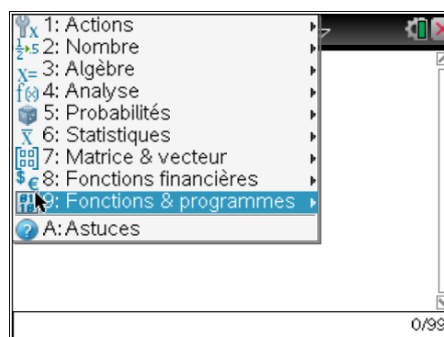 1: Actions
2: Nombre
3: Algèbre
4: Analyse
5: Probabilités
6: Statistiques
7: Matrice & vecteur
8: Fonctions financières
9: Fonctions & programmes
A: Astuces
0/99